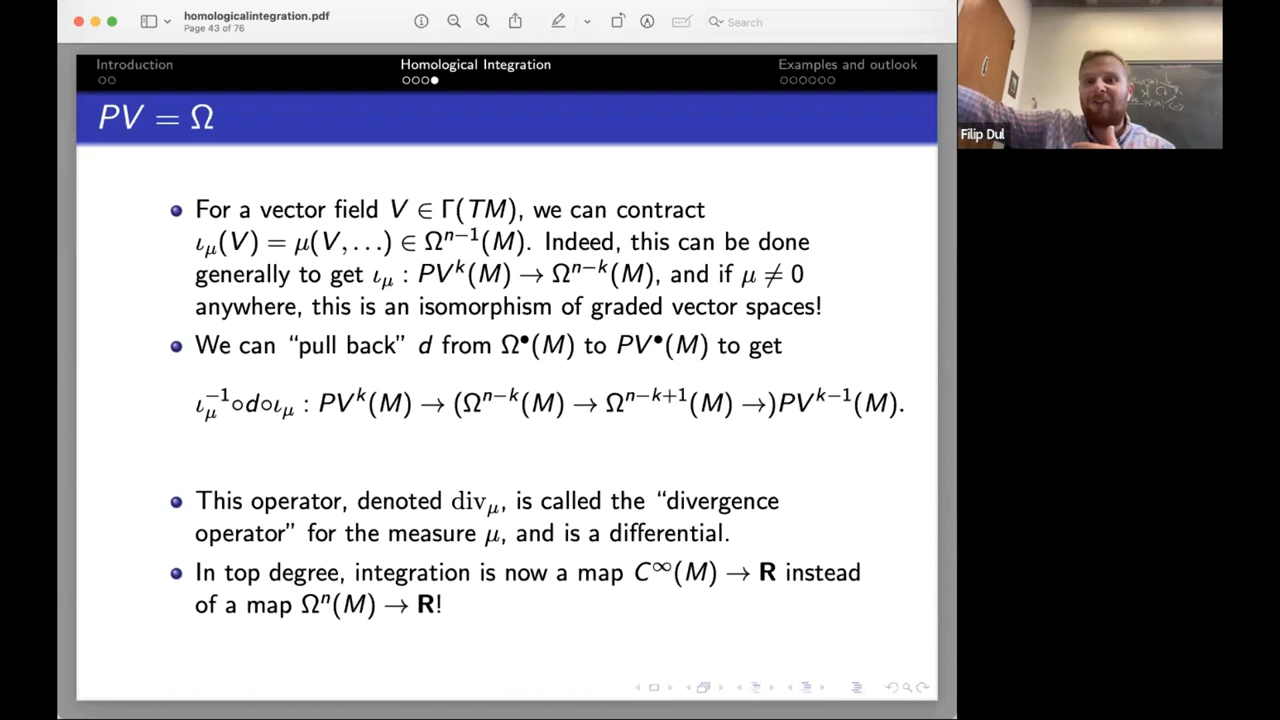 homologicalintegration.pdf
Page 43 of 76
Search
Introduction
Homological Integration
Examples and outlook
PV = Ω
For a vector field V ∈ Γ(TM), we can contract
ι_μ(V) = μ(V, …) ∈ Ω^{n−1}(M). Indeed, this can be done
generally to get ι_μ : PV^k(M) → Ω^{n−k}(M), and if μ ≠ 0
anywhere, this is an isomorphism of graded vector spaces!
We can “pull back” d from Ω^•(M) to PV^•(M) to get
ι_μ^{−1}∘d∘ι_μ : PV^k(M) → (Ω^{n−k}(M) → Ω^{n−k+1}(M) →)PV^{k−1}(M).
This operator, denoted div_μ, is called the “divergence
operator” for the measure μ, and is a differential.
In top degree, integration is now a map C^∞(M) → R instead
of a map Ω^n(M) → R!
Filip Dul